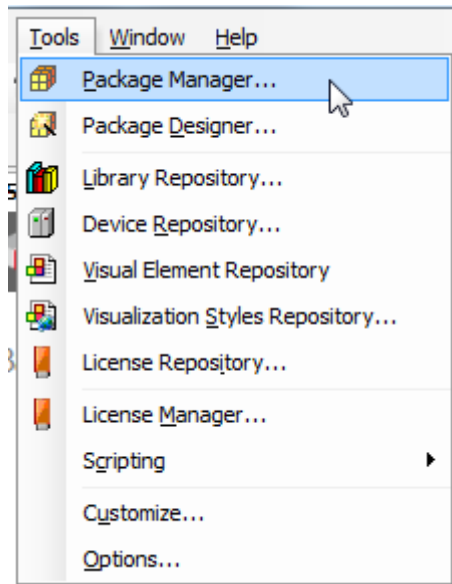 Tools Window Help
Package Manager...
Package Designer...
Library Repository...
Device Repository...
Visual Element Repository
Visualization Styles Repository...
License Repository...
License Manager...
Scripting
Customize...
Options...